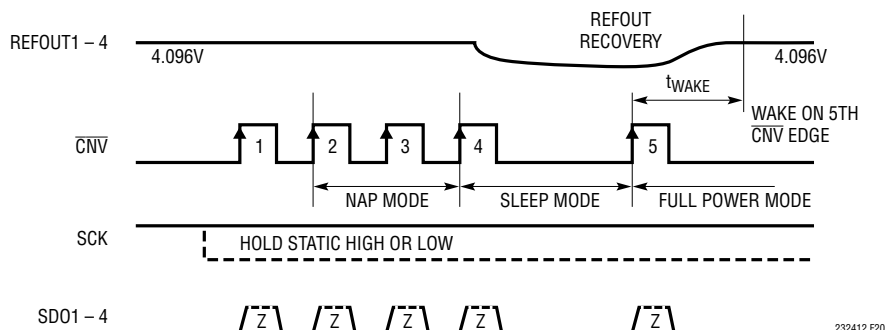 REFOUT1 – 4
4.096V
REFOUT
RECOVERY
4.096V
tWAKE
WAKE ON 5TH
CNV EDGE
CNV
1
2
3
4
5
NAP MODE
SLEEP MODE
FULL POWER MODE
SCK
HOLD STATIC HIGH OR LOW
SDO1 – 4
Z
Z
Z
Z
Z
232412 F20